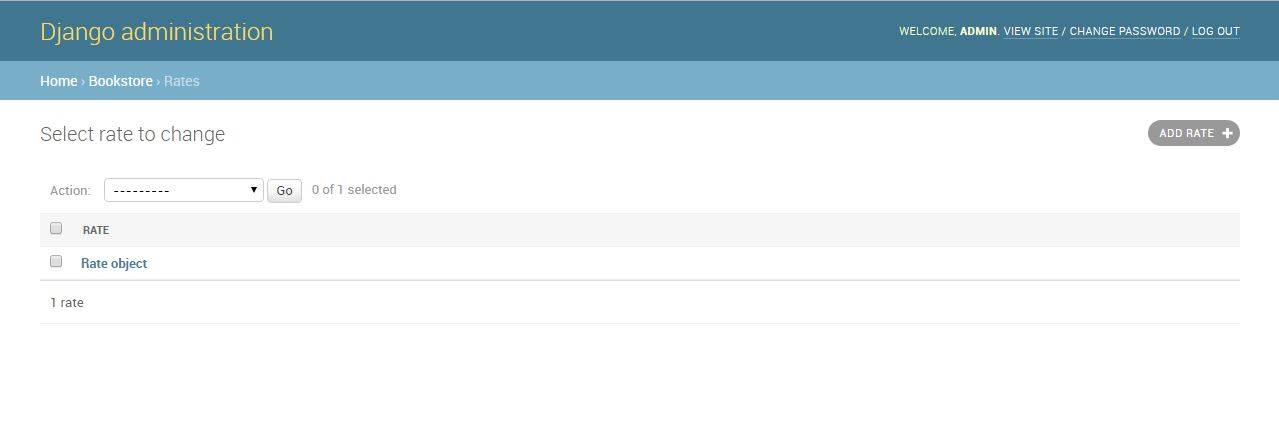 Django administration
WELCOME, ADMIN. VIEW SITE / CHANGE PASSWORD / LOG OUT
Home › Bookstore › Rates
Select rate to change
ADD RATE +
Action: --------- Go 0 of 1 selected
RATE
Rate object
1 rate